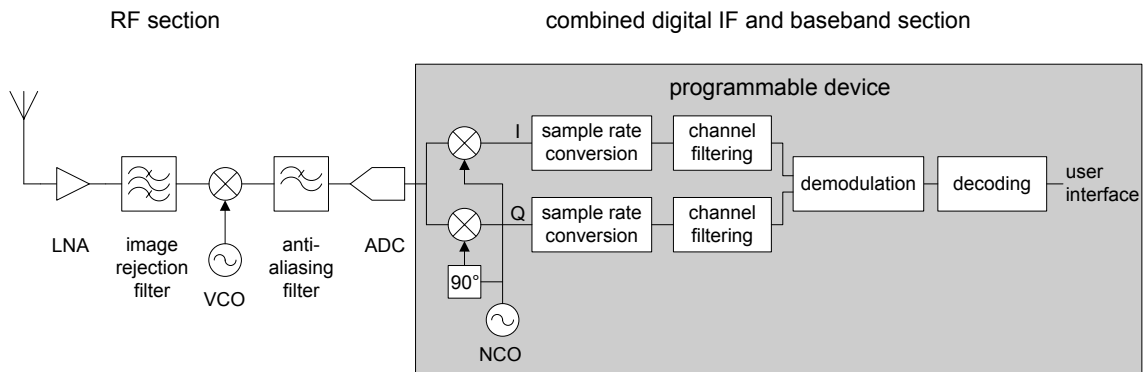 RF section
combined digital IF and baseband section
programmable device
I
sample rate
conversion
channel
filtering
demodulation
decoding
user
interface
Q
sample rate
conversion
channel
filtering
LNA
image
rejection
filter
VCO
anti-
aliasing
filter
ADC
90°
NCO